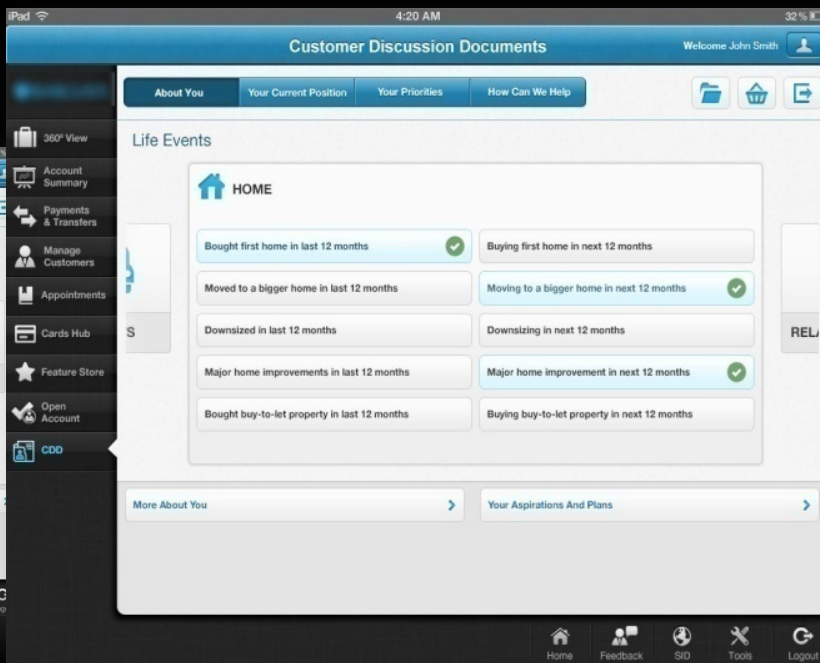 iPad
4:20 AM
32 %
Customer Discussion Documents
Welcome John Smith
About You
Your Current Position
Your Priorities
How Can We Help
360° View
Account
Summary
Payments
& Transfers
Manage
Customers
Appointments
Cards Hub
Feature Store
Open
Account
CDD
Life Events
HOME
Bought first home in last 12 months
Buying first home in next 12 months
Moved to a bigger home in last 12 months
Moving to a bigger home in next 12 months
Downsized in last 12 months
Downsizing in next 12 months
Major home improvements in last 12 months
Major home improvement in next 12 months
Bought buy-to-let property in last 12 months
Buying buy-to-let property in next 12 months
More About You
Your Aspirations And Plans
Home
Feedback
SID
Tools
Logout